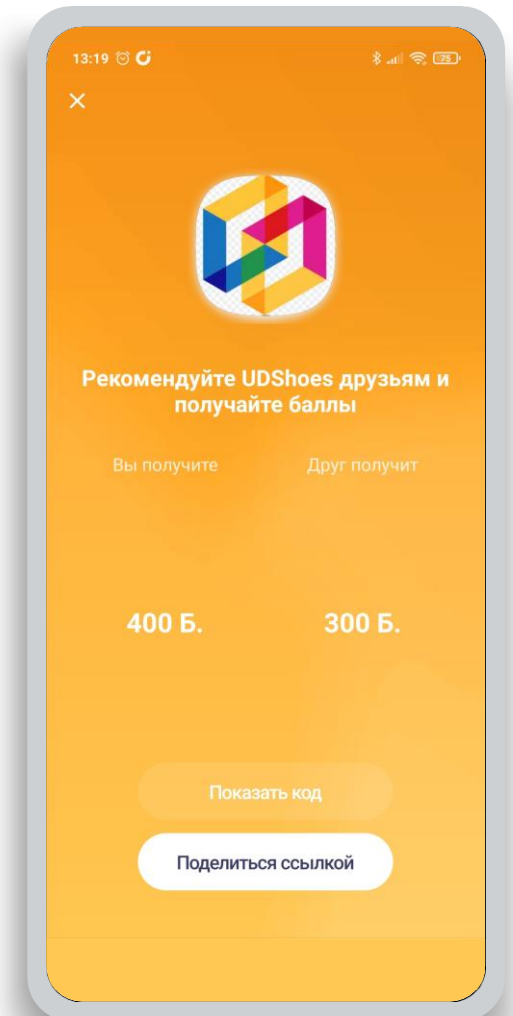 13:19
75
Рекомендуйте UDShoes друзьям и
получайте баллы
Вы получите Друг получит
400 Б. 300 Б.
Показать код
Поделиться ссылкой